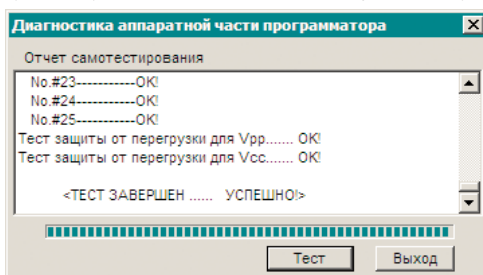 Диагностика аппаратной части программатора
Отчет самотестирования
No.#23-----------OK!
No.#24-----------OK!
No.#25-----------OK!
Тест защиты от перегрузки для Vpp....... OK!
Тест защиты от перегрузки для Vcc....... OK!
<ТЕСТ ЗАВЕРШЕН ...... УСПЕШНО!>
Тест Выход